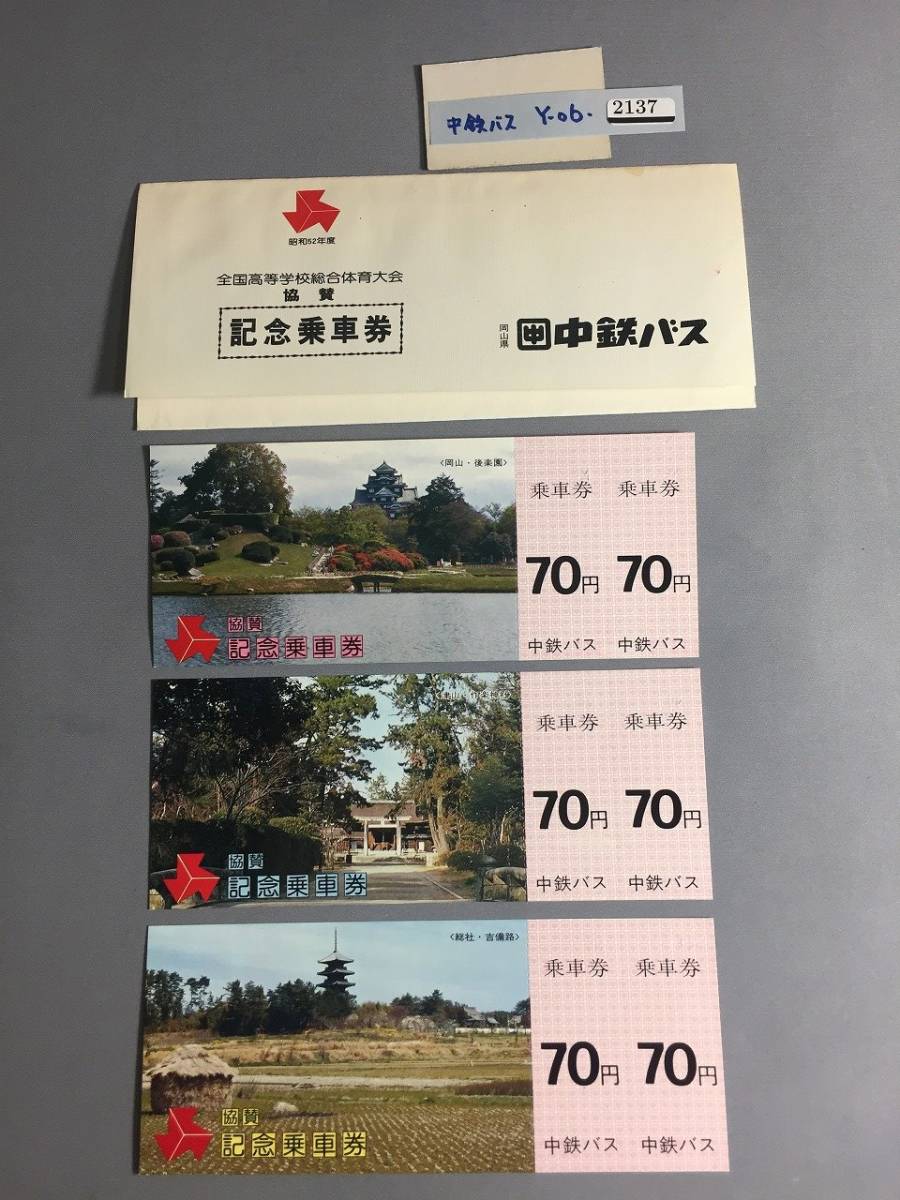 中鉄バス Y-06-
2137
昭和52年度
全国高等学校総合体育大会
協賛
記念乗車券
岡山県
中鉄バス
<岡山・後楽園>
協賛
記念乗車券
乗車券 乗車券
70円 70円
中鉄バス 中鉄バス
協賛
記念乗車券
乗車券 乗車券
70円 70円
中鉄バス 中鉄バス
<総社・吉備路>
協賛
記念乗車券
乗車券 乗車券
70円 70円
中鉄バス 中鉄バス